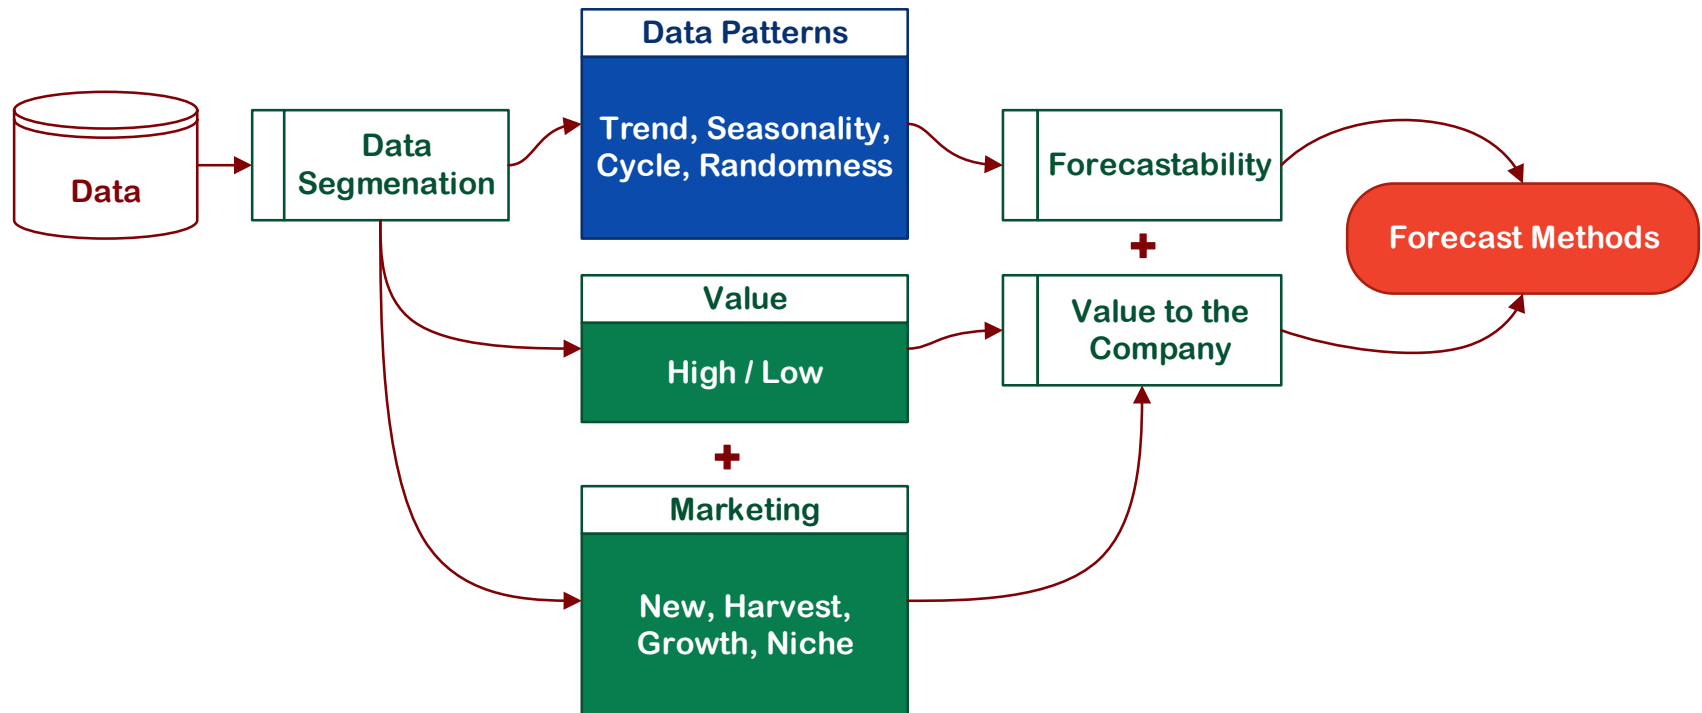 Data
Data
Segmenation
Data Patterns
Trend, Seasonality,
Cycle, Randomness
Forecastability
Forecast Methods
Value
High / Low
Value to the
Company
Marketing
New, Harvest,
Growth, Niche